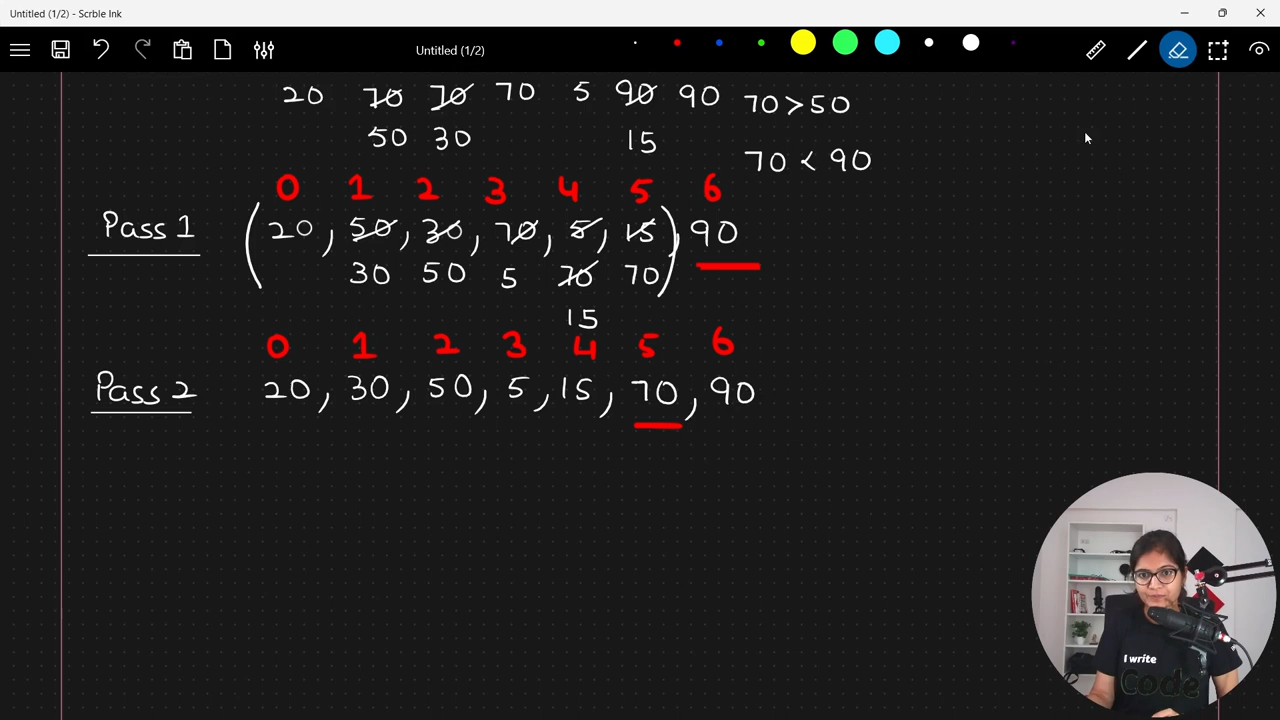 Untitled (1/2) - Scrble Ink
Untitled (1/2)
20 70 70 70 5 90 90 70 > 50
50 30 15
70 < 90
0 1 2 3 4 5 6
Pass 1 (20, 50, 30, 70, 5, 15), 90
30 50 5 70 70
15
0 1 2 3 4 5 6
Pass 2 20, 30, 50, 5, 15, 70, 90
I write
Code